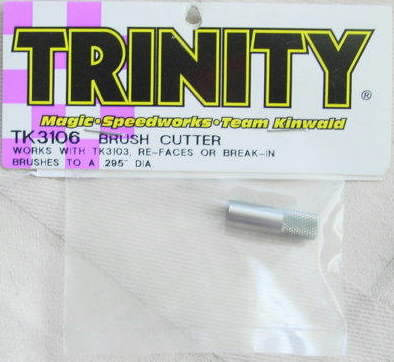 TRINITY®
Magic•Speedworks•Team Kinwald
TK3106 BRUSH CUTTER
WORKS WITH TK3103, RE-FACES OR BREAK-IN
BRUSHES TO A .295" DIA